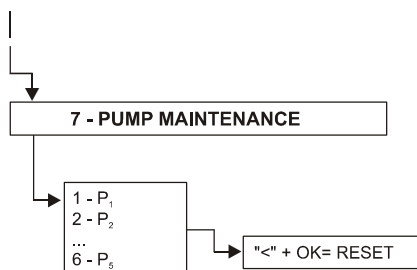 7 - PUMP MAINTENANCE
1 - P₁
2 - P₂
...
6 - P₅
"<" + OK= RESET